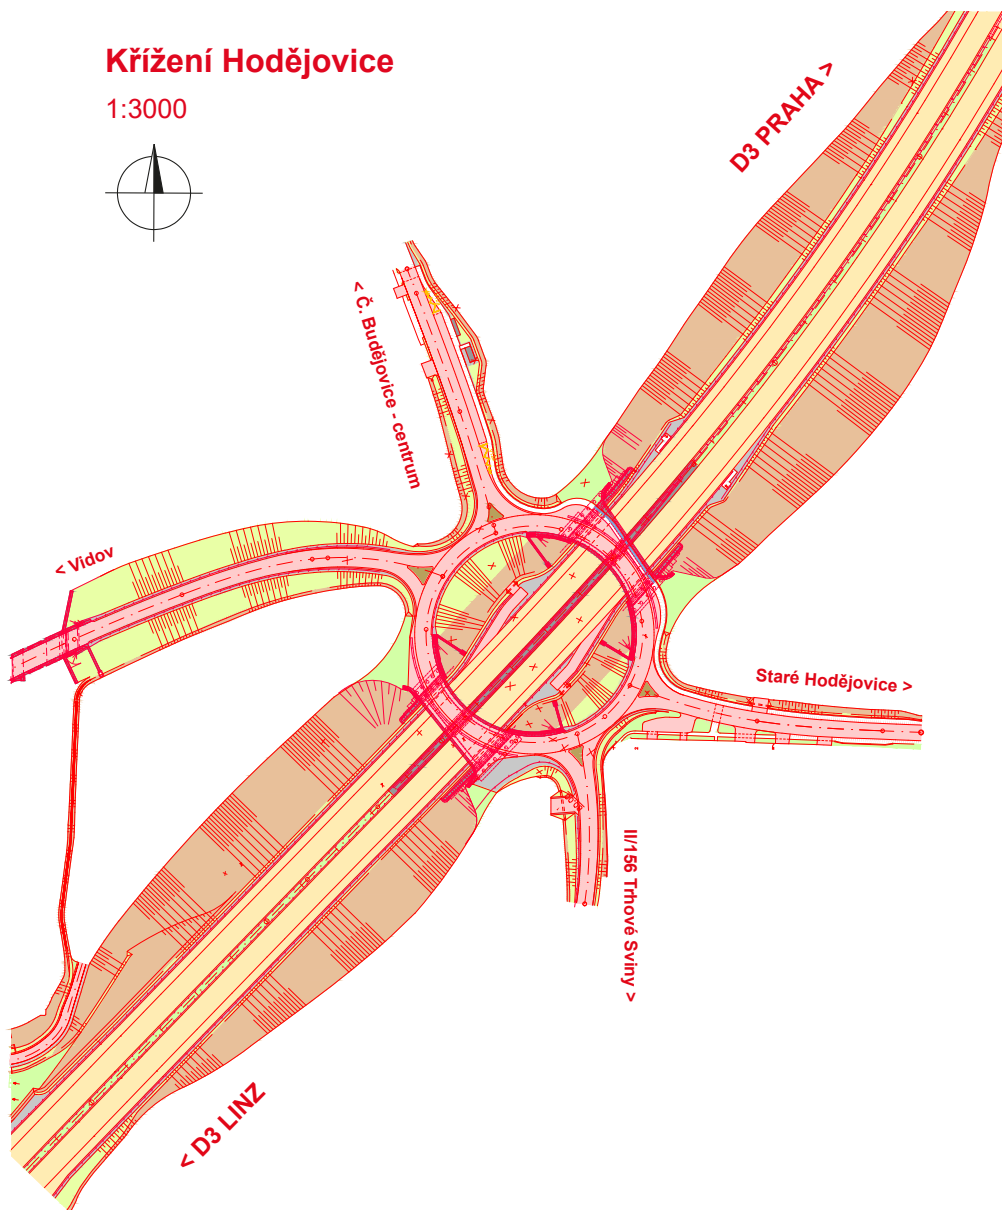 Křížení Hodějovice
1:3000
D3 PRAHA >
< Č. Budějovice - centrum
< Vidov
Staré Hodějovice >
II/156 Trhové Sviny >
< D3 LINZ